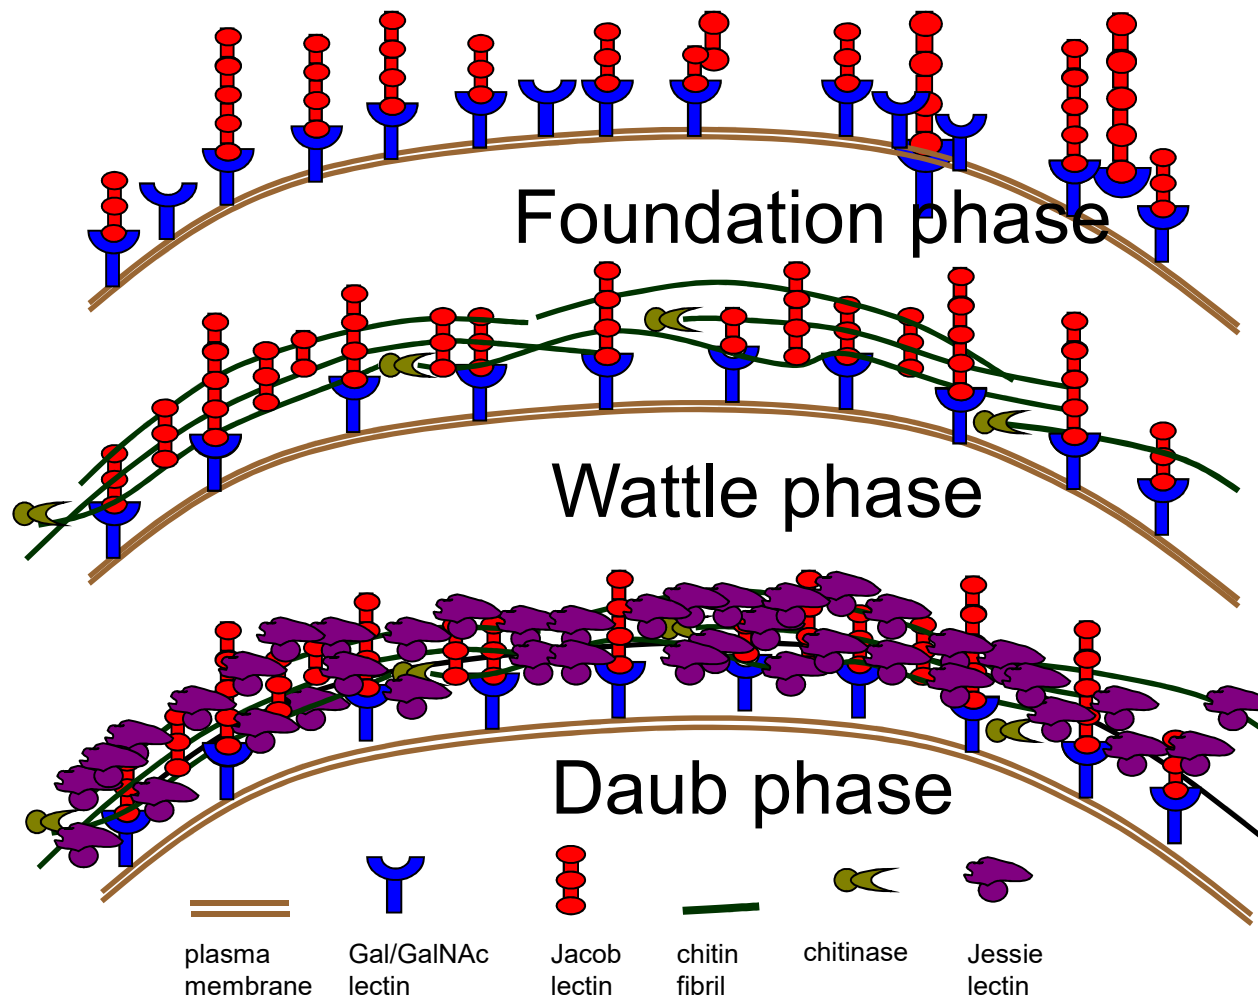 Foundation phase
Wattle phase
Daub phase
plasma membrane
Gal/GalNAc lectin
Jacob lectin
chitin fibril
chitinase
Jessie lectin